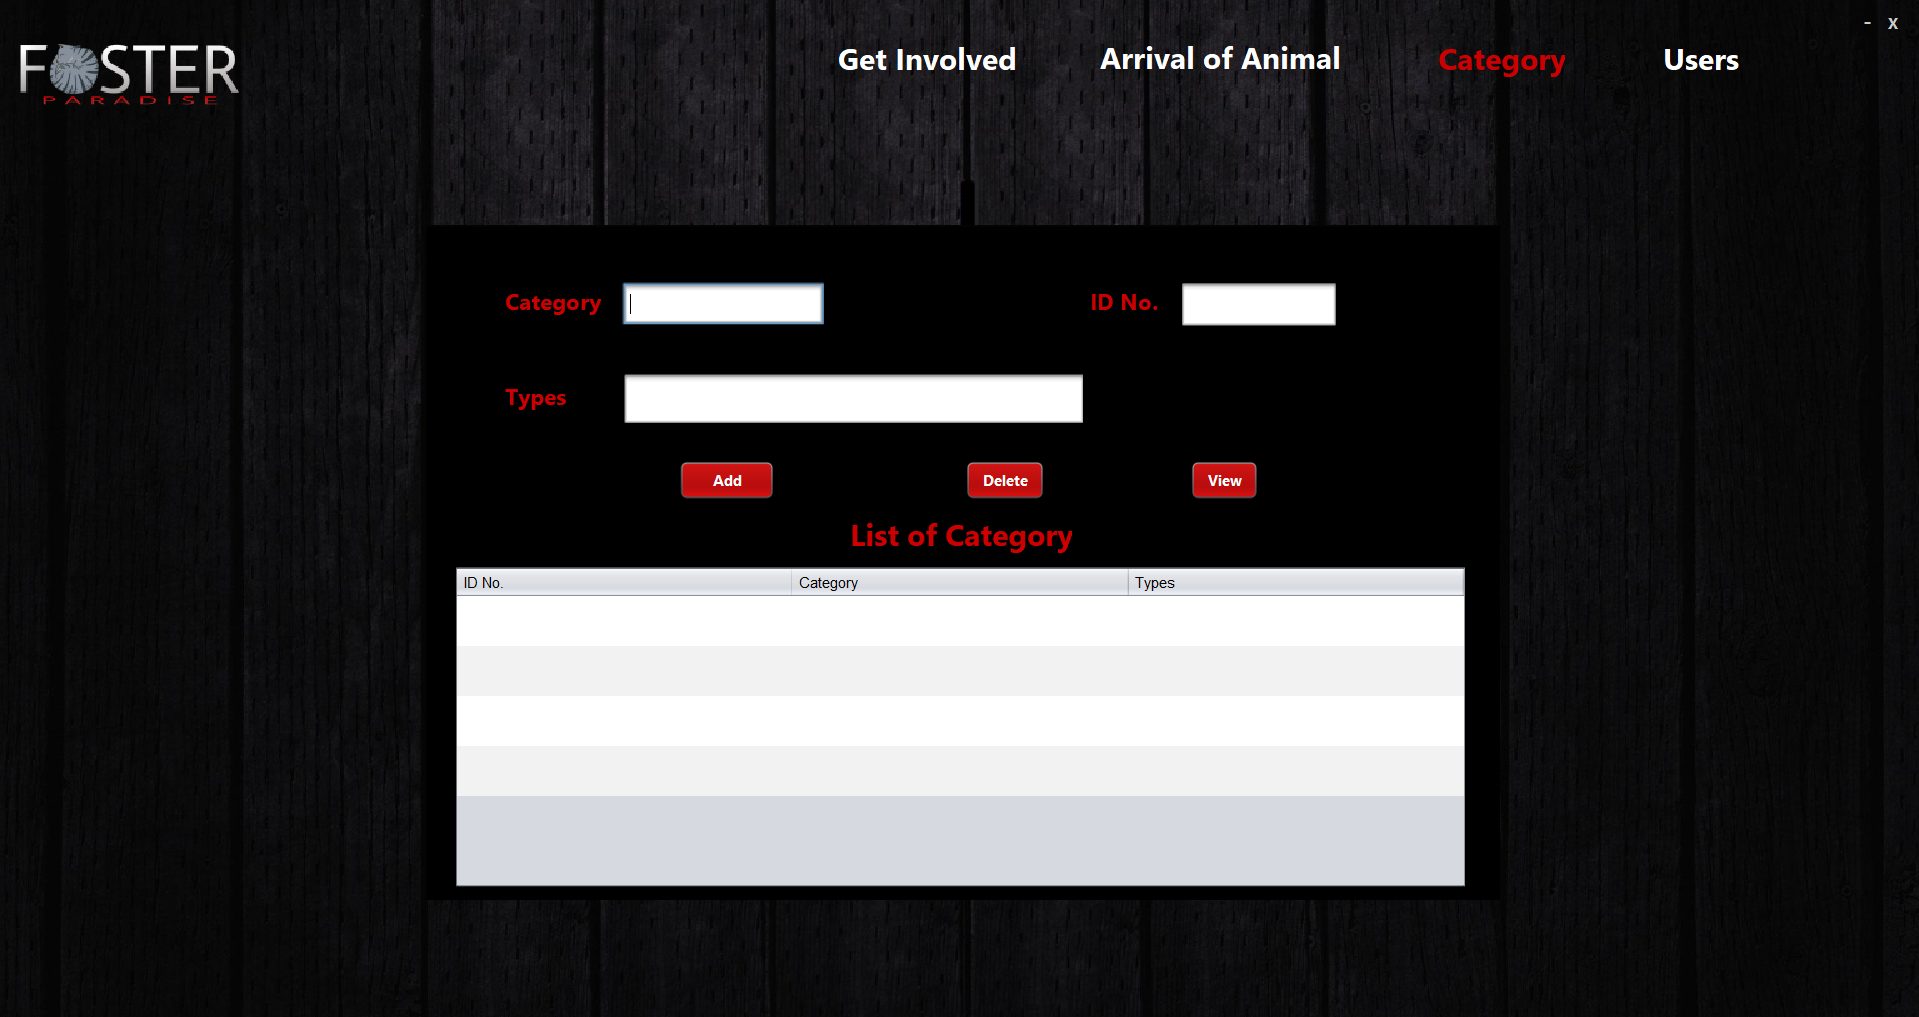 - x
FOSTER
PARADISE
Get Involved Arrival of Animal Category Users
Category ID No.
Types
Add Delete View
List of Category
ID No. Category Types